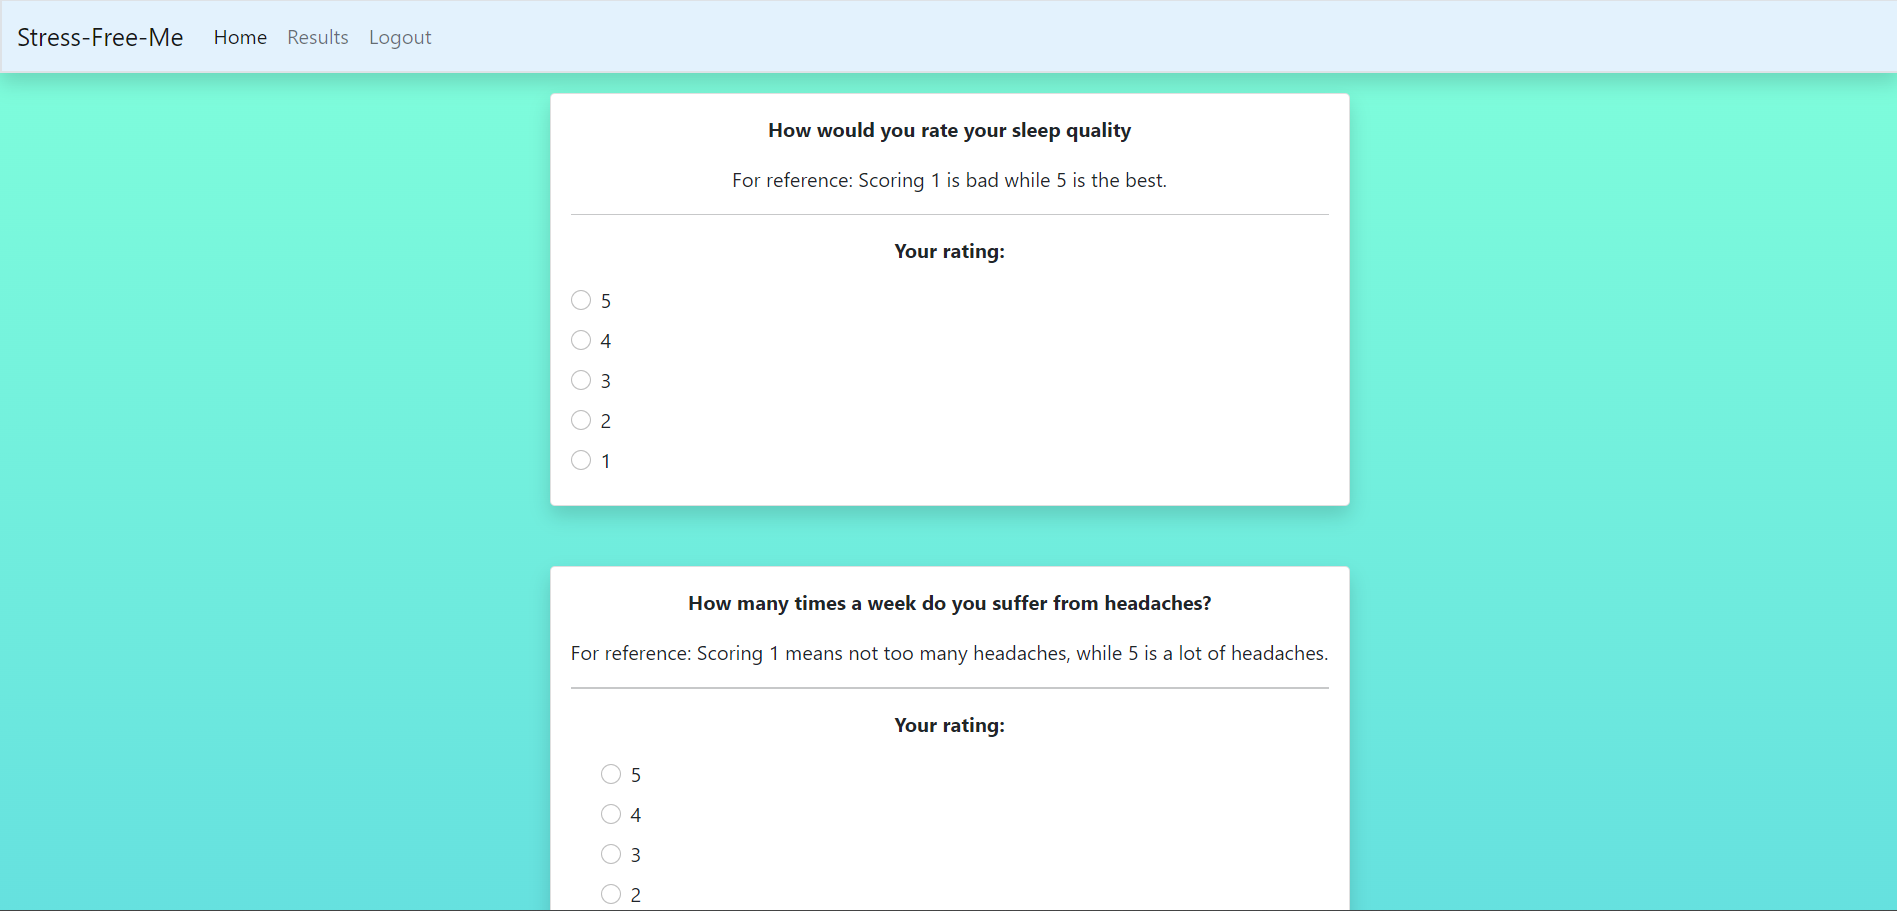 Stress-Free-Me Home Results Logout
How would you rate your sleep quality
For reference: Scoring 1 is bad while 5 is the best.
Your rating:
5
4
3
2
1
How many times a week do you suffer from headaches?
For reference: Scoring 1 means not too many headaches, while 5 is a lot of headaches.
Your rating:
5
4
3
2